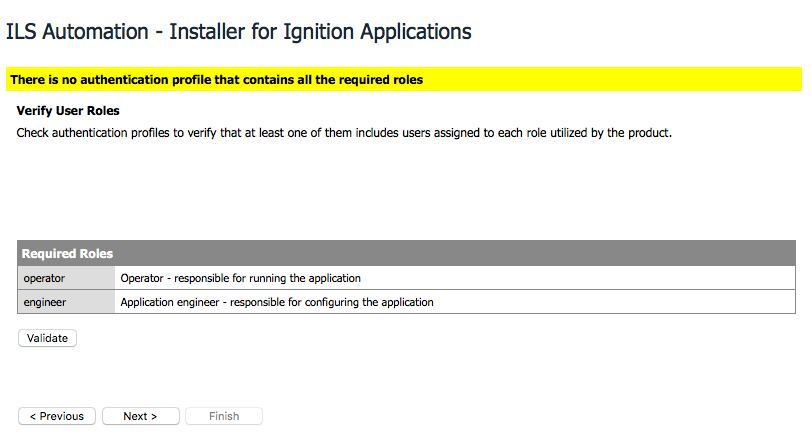 ILS Automation - Installer for Ignition Applications
There is no authentication profile that contains all the required roles
Verify User Roles
Check authentication profiles to verify that at least one of them includes users assigned to each role utilized by the product.
Required Roles
operator Operator - responsible for running the application
engineer Application engineer - responsible for configuring the application
Validate
< Previous Next > Finish